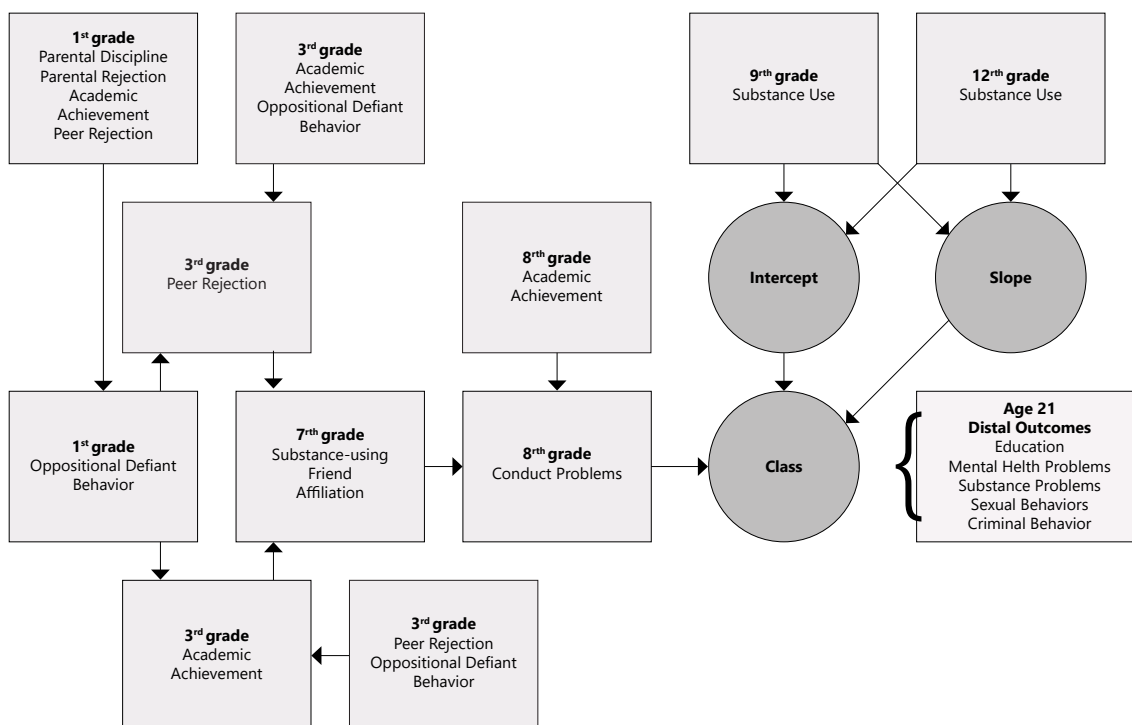 1st grade
Parental Discipline
Parental Rejection
Academic
Achievement
Peer Rejection
3rd grade
Academic
Achievement
Oppositional Defiant
Behavior
9rth grade
Substance Use
12rth grade
Substance Use
3rd grade
Peer Rejection
8rth grade
Academic
Achievement
Intercept
Slope
1st grade
Oppositional Defiant
Behavior
7rth grade
Substance-using
Friend
Affiliation
8rth grade
Conduct Problems
Class
Age 21
Distal Outcomes
Education
Mental Helth Problems
Substance Problems
Sexual Behaviors
Criminal Behavior
3rd grade
Academic
Achievement
3rd grade
Peer Rejection
Oppositional Defiant
Behavior